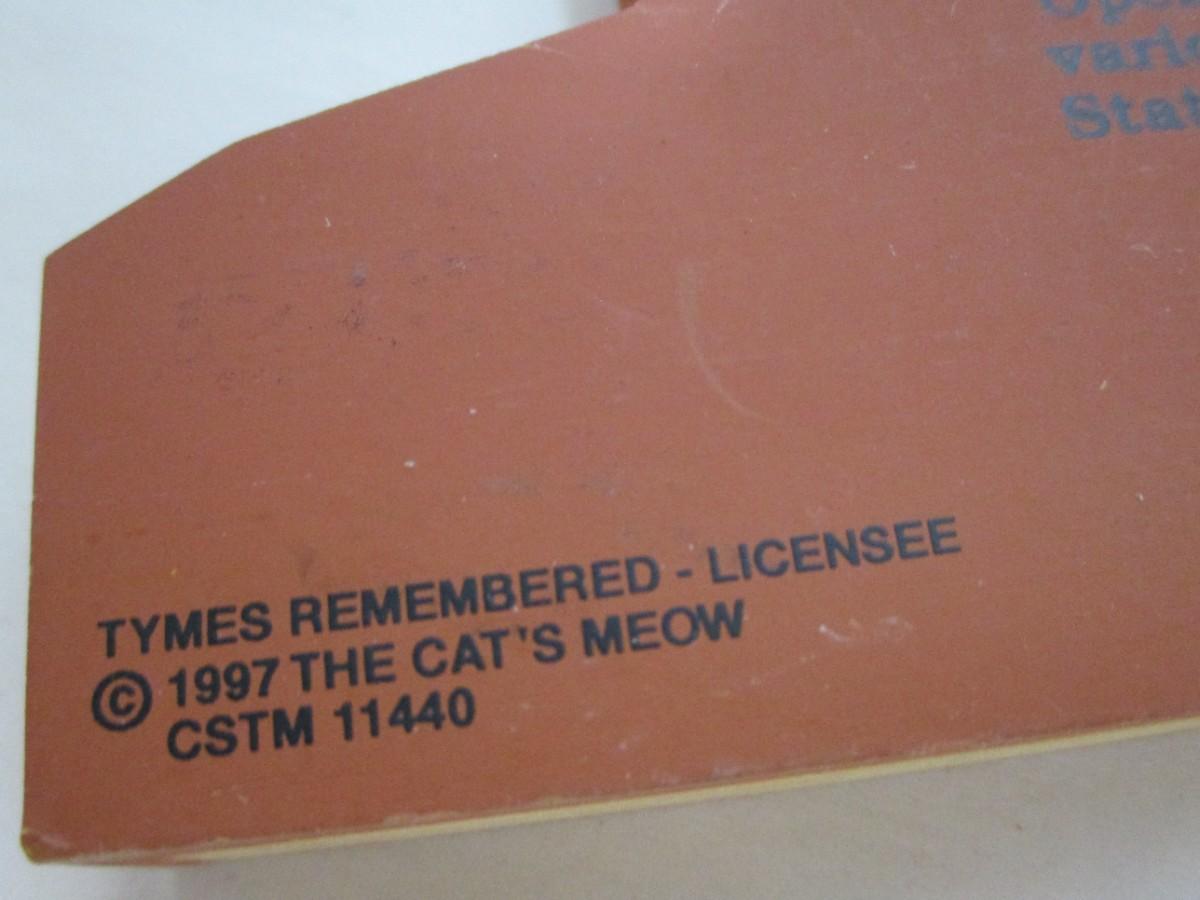 TYMES REMEMBERED - LICENSEE
© 1997 THE CAT'S MEOW
CSTM 11440